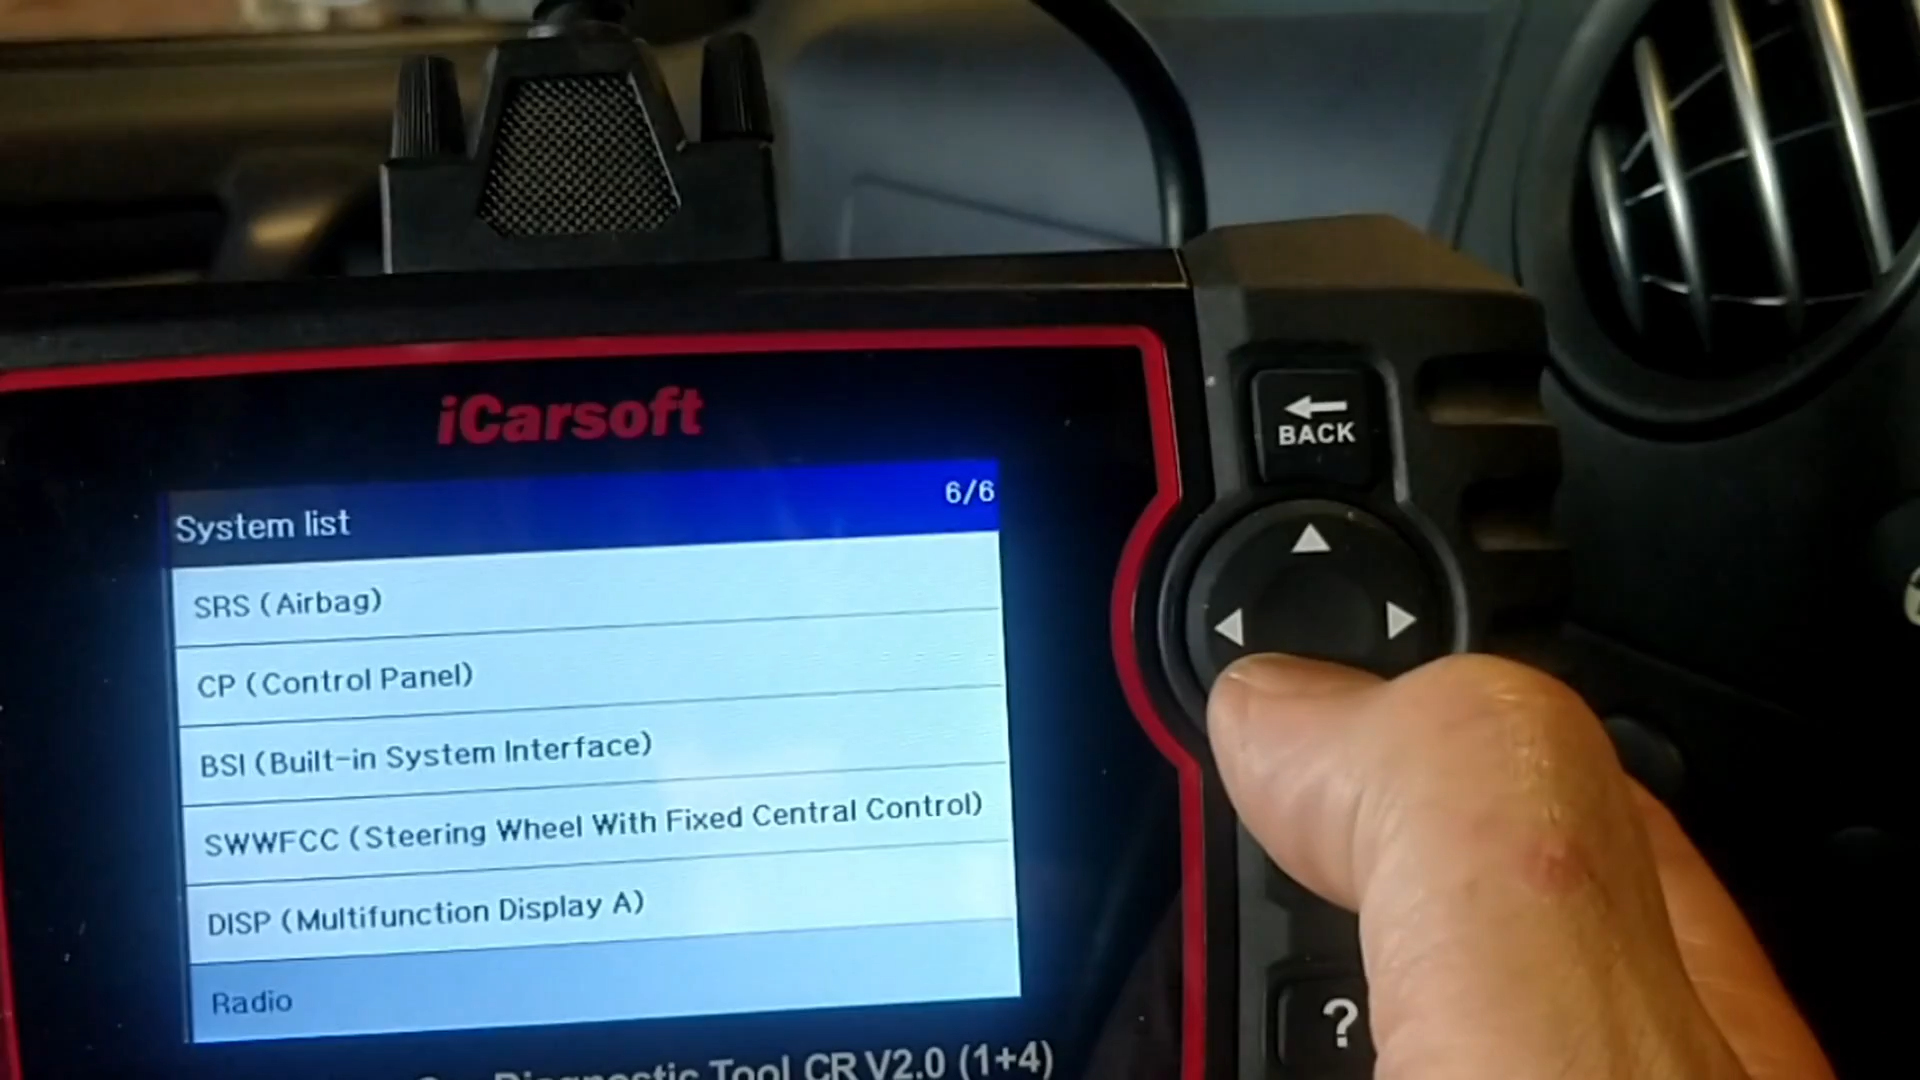 iCarsoft
System list
6/6
SRS (Airbag)
CP (Control Panel)
BSI (Built-in System Interface)
SWWFCC (Steering Wheel With Fixed Central Control)
DISP (Multifunction Display A)
Radio
BACK
?
Diagnostic Tool CR V2.0 (1+4)